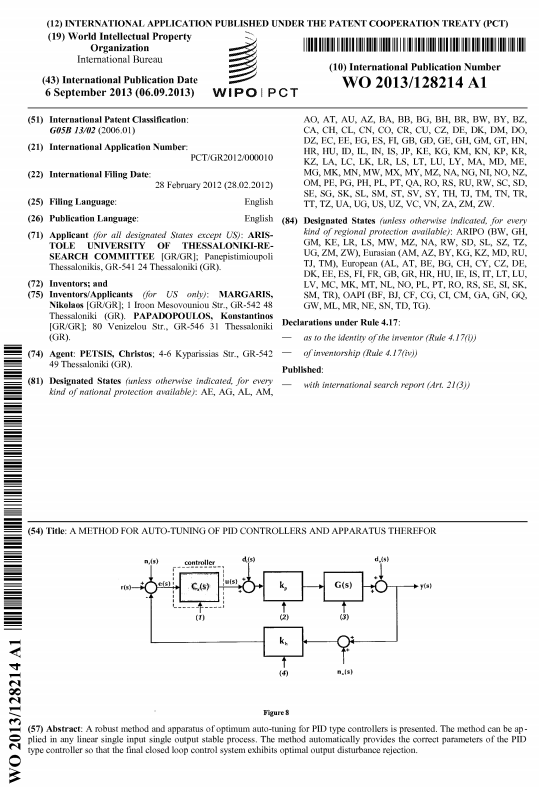 (12) INTERNATIONAL APPLICATION PUBLISHED UNDER THE PATENT COOPERATION TREATY (PCT)
(19) World Intellectual Property
Organization
International Bureau
(43) International Publication Date
6 September 2013 (06.09.2013)
WIPO | PCT
(10) International Publication Number
WO 2013/128214 A1
(51) International Patent Classification:
G05B 13/02 (2006.01)
(21) International Application Number:
PCT/GR2012/000010
(22) International Filing Date:
28 February 2012 (28.02.2012)
(25) Filing Language: English
(26) Publication Language: English
(71) Applicant (for all designated States except US): ARIS-
TOLE UNIVERSITY OF THESSALONIKI-RE-
SEARCH COMMITTEE [GR/GR]; Panepistimioupoli
Thessalonikis, GR-541 24 Thessaloniki (GR).
(72) Inventors; and
(75) Inventors/Applicants (for US only): MARGARIS,
Nikolaos [GR/GR]; 1 Iroon Mesovouniou Str., GR-542 48
Thessaloniki (GR). PAPADOPOULOS, Konstantinos
[GR/GR]; 80 Venizelou Str., GR-546 31 Thessaloniki
(GR).
(74) Agent: PETSIS, Christos; 4-6 Kyparissias Str., GR-542
49 Thessaloniki (GR).
(81) Designated States (unless otherwise indicated, for every
kind of national protection available): AE, AG, AL, AM,
AO, AT, AU, AZ, BA, BB, BG, BH, BR, BW, BY, BZ,
CA, CH, CL, CN, CO, CR, CU, CZ, DE, DK, DM, DO,
DZ, EC, EE, EG, ES, FI, GB, GD, GE, GH, GM, GT, HN,
HR, HU, ID, IL, IN, IS, JP, KE, KG, KM, KN, KP, KR,
KZ, LA, LC, LK, LR, LS, LT, LU, LY, MA, MD, ME,
MG, MK, MN, MW, MX, MY, MZ, NA, NG, NI, NO, NZ,
OM, PE, PG, PH, PL, PT, QA, RO, RS, RU, RW, SC, SD,
SE, SG, SK, SL, SM, ST, SV, SY, TH, TJ, TM, TN, TR,
TT, TZ, UA, UG, US, UZ, VC, VN, ZA, ZM, ZW.
(84) Designated States (unless otherwise indicated, for every
kind of regional protection available): ARIPO (BW, GH,
GM, KE, LR, LS, MW, MZ, NA, RW, SD, SL, SZ, TZ,
UG, ZM, ZW), Eurasian (AM, AZ, BY, KG, KZ, MD, RU,
TJ, TM), European (AL, AT, BE, BG, CH, CY, CZ, DE,
DK, EE, ES, FI, FR, GB, GR, HR, HU, IE, IS, IT, LT, LU,
LV, MC, MK, MT, NL, NO, PL, PT, RO, RS, SE, SI, SK,
SM, TR), OAPI (BF, BJ, CF, CG, CI, CM, GA, GN, GQ,
GW, ML, MR, NE, SN, TD, TG).
Declarations under Rule 4.17:
— as to the identity of the inventor (Rule 4.17(i))
— of inventorship (Rule 4.17(iv))
Published:
— with international search report (Art. 21(3))
(54) Title: A METHOD FOR AUTO-TUNING OF PID CONTROLLERS AND APPARATUS THEREFOR
controller
r(s) e(s) u(s) y(s)
G(s)
(1) (2) (3)
(4)
Figure 8
(57) Abstract: A robust method and apparatus of optimum auto-tuning for PID type controllers is presented. The method can be ap-
plied in any linear single input single output stable process. The method automatically provides the correct parameters of the PID
type controller so that the final closed loop control system exhibits optimal output disturbance rejection.
WO 2013/128214 A1